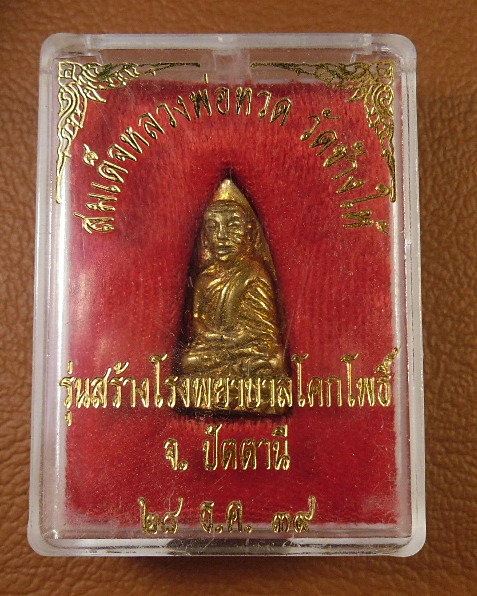 สมเด็จหลวงพ่อทวด วัดช้างให้
รุ่นสร้างโรงพยาบาลโคกโพธิ์
จ. ปัตตานี
๒๘ ธ.ค. ๓๙